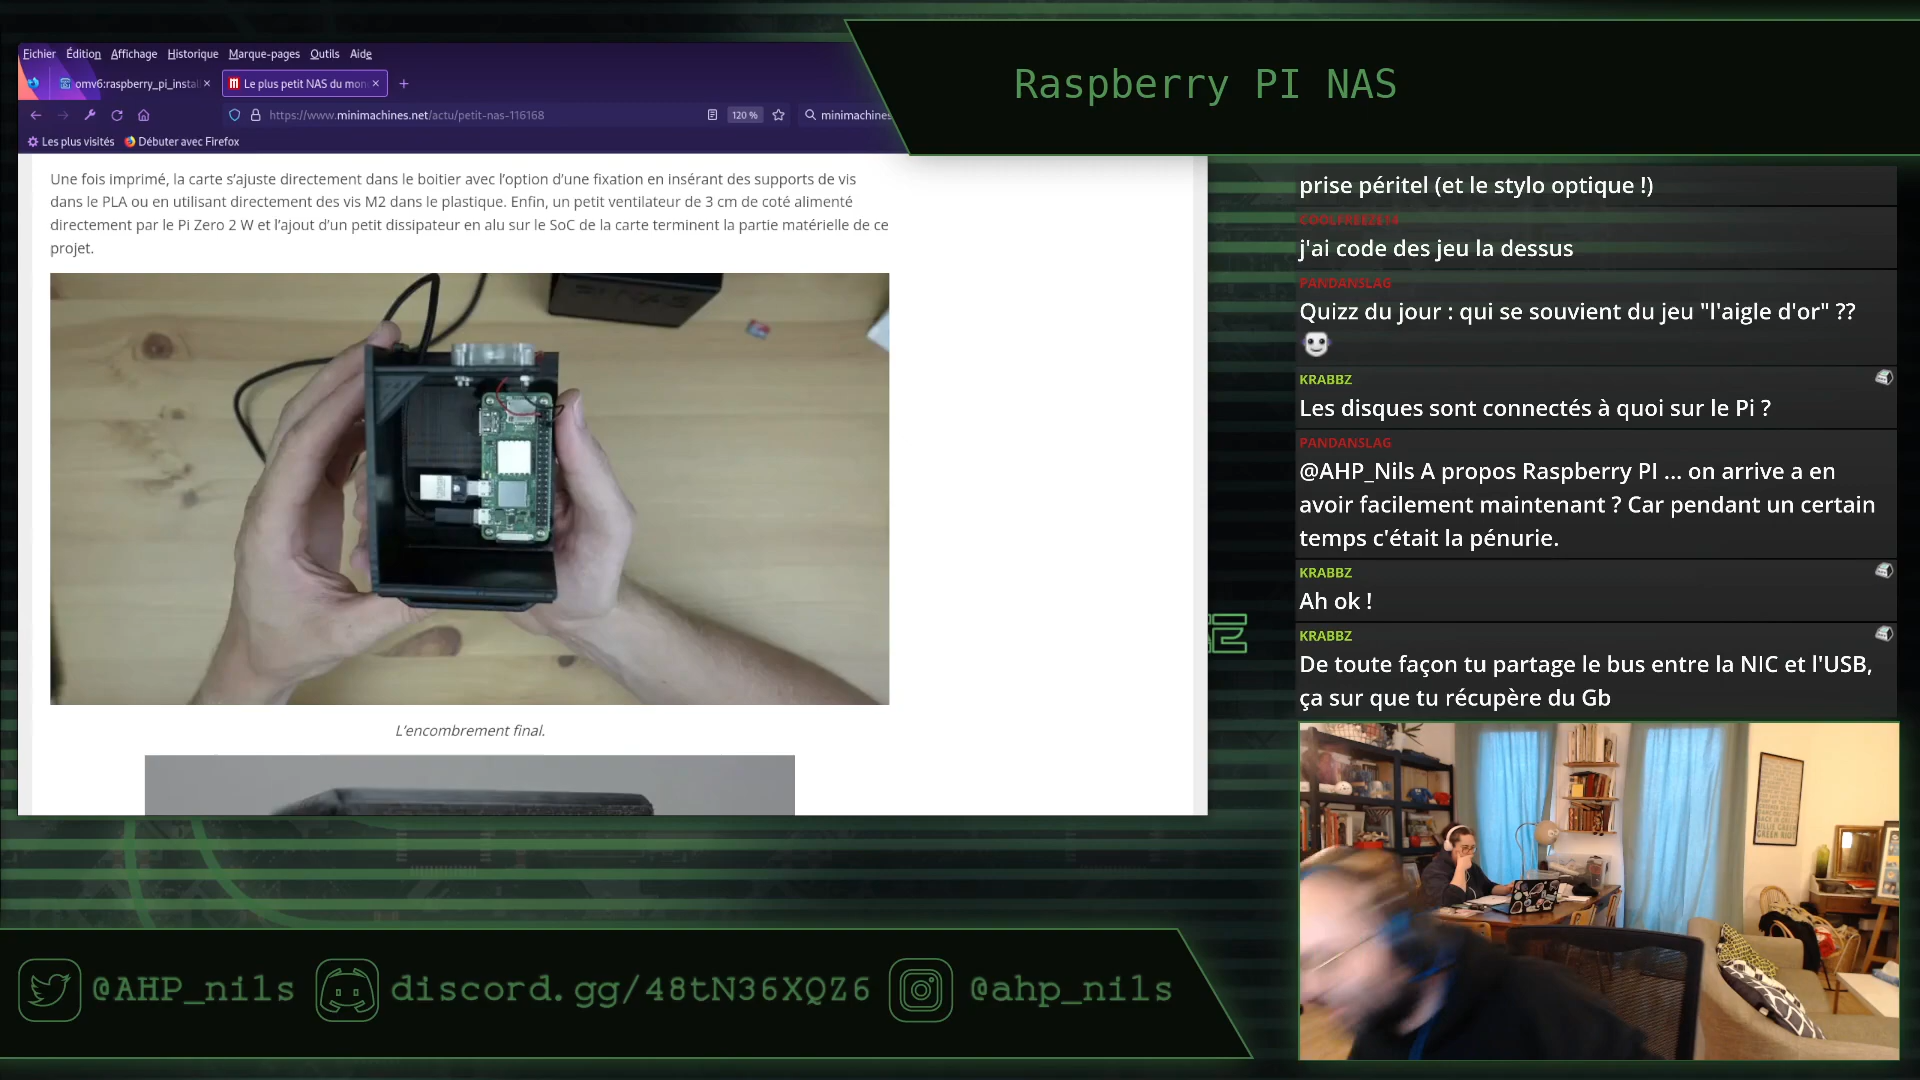 Raspberry PI NAS
Fichier Édition Affichage Historique Marque-pages Outils Aide
omv6:raspberry_pi_instal
Le plus petit NAS du mon
https://www.minimachines.net/actu/petit-nas-116168
120 %
minimachines
Les plus visités
Débuter avec Firefox
Une fois imprimé, la carte s’ajuste directement dans le boitier avec l’option d’une fixation en insérant des supports de vis
dans le PLA ou en utilisant directement des vis M2 dans le plastique. Enfin, un petit ventilateur de 3 cm de coté alimenté
directement par le Pi Zero 2 W et l’ajout d’un petit dissipateur en alu sur le SoC de la carte terminent la partie matérielle de ce
projet.
L’encombrement final.
prise péritel (et le stylo optique !)
COOLFREEZE14
j'ai code des jeu la dessus
PANDANSLAG
Quizz du jour : qui se souvient du jeu "l'aigle d'or" ??
KRABBZ
Les disques sont connectés à quoi sur le Pi ?
PANDANSLAG
@AHP_Nils A propos Raspberry PI ... on arrive a en
avoir facilement maintenant ? Car pendant un certain
temps c'était la pénurie.
KRABBZ
Ah ok !
KRABBZ
De toute façon tu partage le bus entre la NIC et l'USB,
ça sur que tu récupère du Gb
@AHP_nils
discord.gg/48tN36XQZ6
@ahp_nils